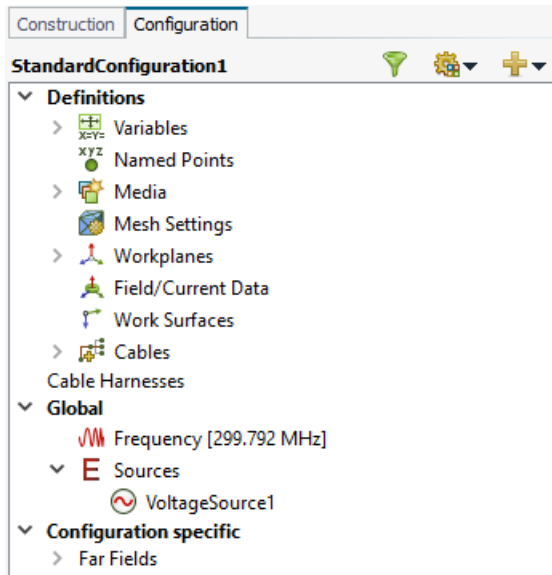 Construction Configuration
StandardConfiguration1
Definitions
X=Y= Variables
xyz Named Points
Media
Mesh Settings
Workplanes
Field/Current Data
Work Surfaces
Cables
Cable Harnesses
Global
Frequency [299.792 MHz]
E Sources
VoltageSource1
Configuration specific
Far Fields